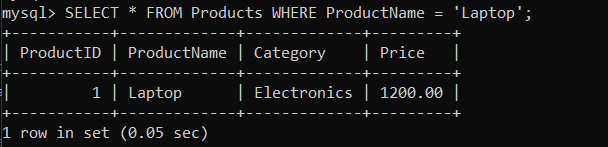 mysql> SELECT * FROM Products WHERE ProductName = 'Laptop';
+-----------+-------------+-------------+---------+
| ProductID | ProductName | Category    | Price   |
+-----------+-------------+-------------+---------+
|         1 | Laptop      | Electronics | 1200.00 |
+-----------+-------------+-------------+---------+
1 row in set (0.05 sec)